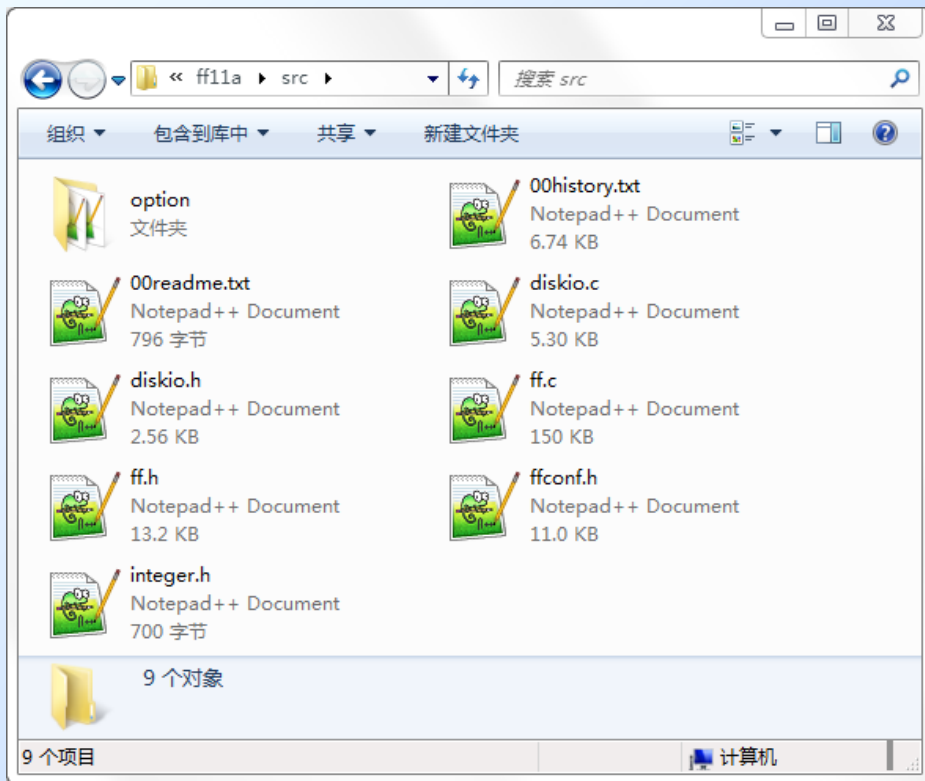 « ff11a ▸ src ▸
搜索 src
组织 包含到库中 共享 新建文件夹
option
文件夹
00history.txt
Notepad++ Document
6.74 KB
00readme.txt
Notepad++ Document
796 字节
diskio.c
Notepad++ Document
5.30 KB
diskio.h
Notepad++ Document
2.56 KB
ff.c
Notepad++ Document
150 KB
ff.h
Notepad++ Document
13.2 KB
ffconf.h
Notepad++ Document
11.0 KB
integer.h
Notepad++ Document
700 字节
9 个对象
9 个项目
计算机